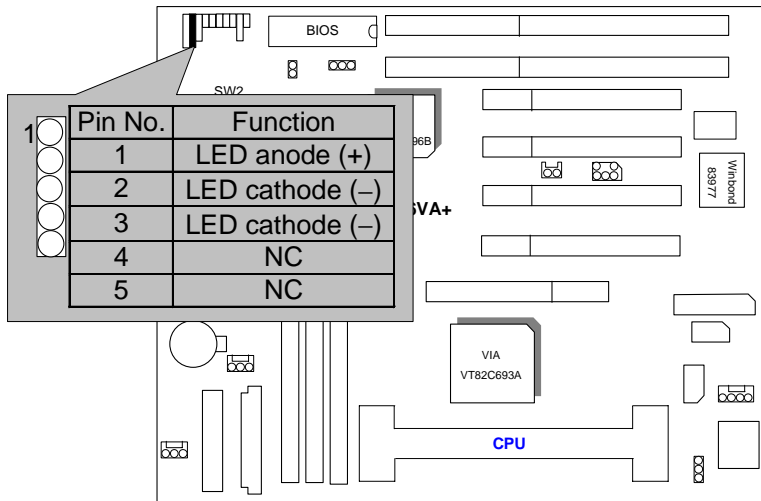 BIOS
SW2
1
Pin No. Function
1 LED anode (+)
2 LED cathode (−)
3 LED cathode (−)
4 NC
5 NC
96B
6VA+
Winbond
83977
VIA
VT82C693A
CPU